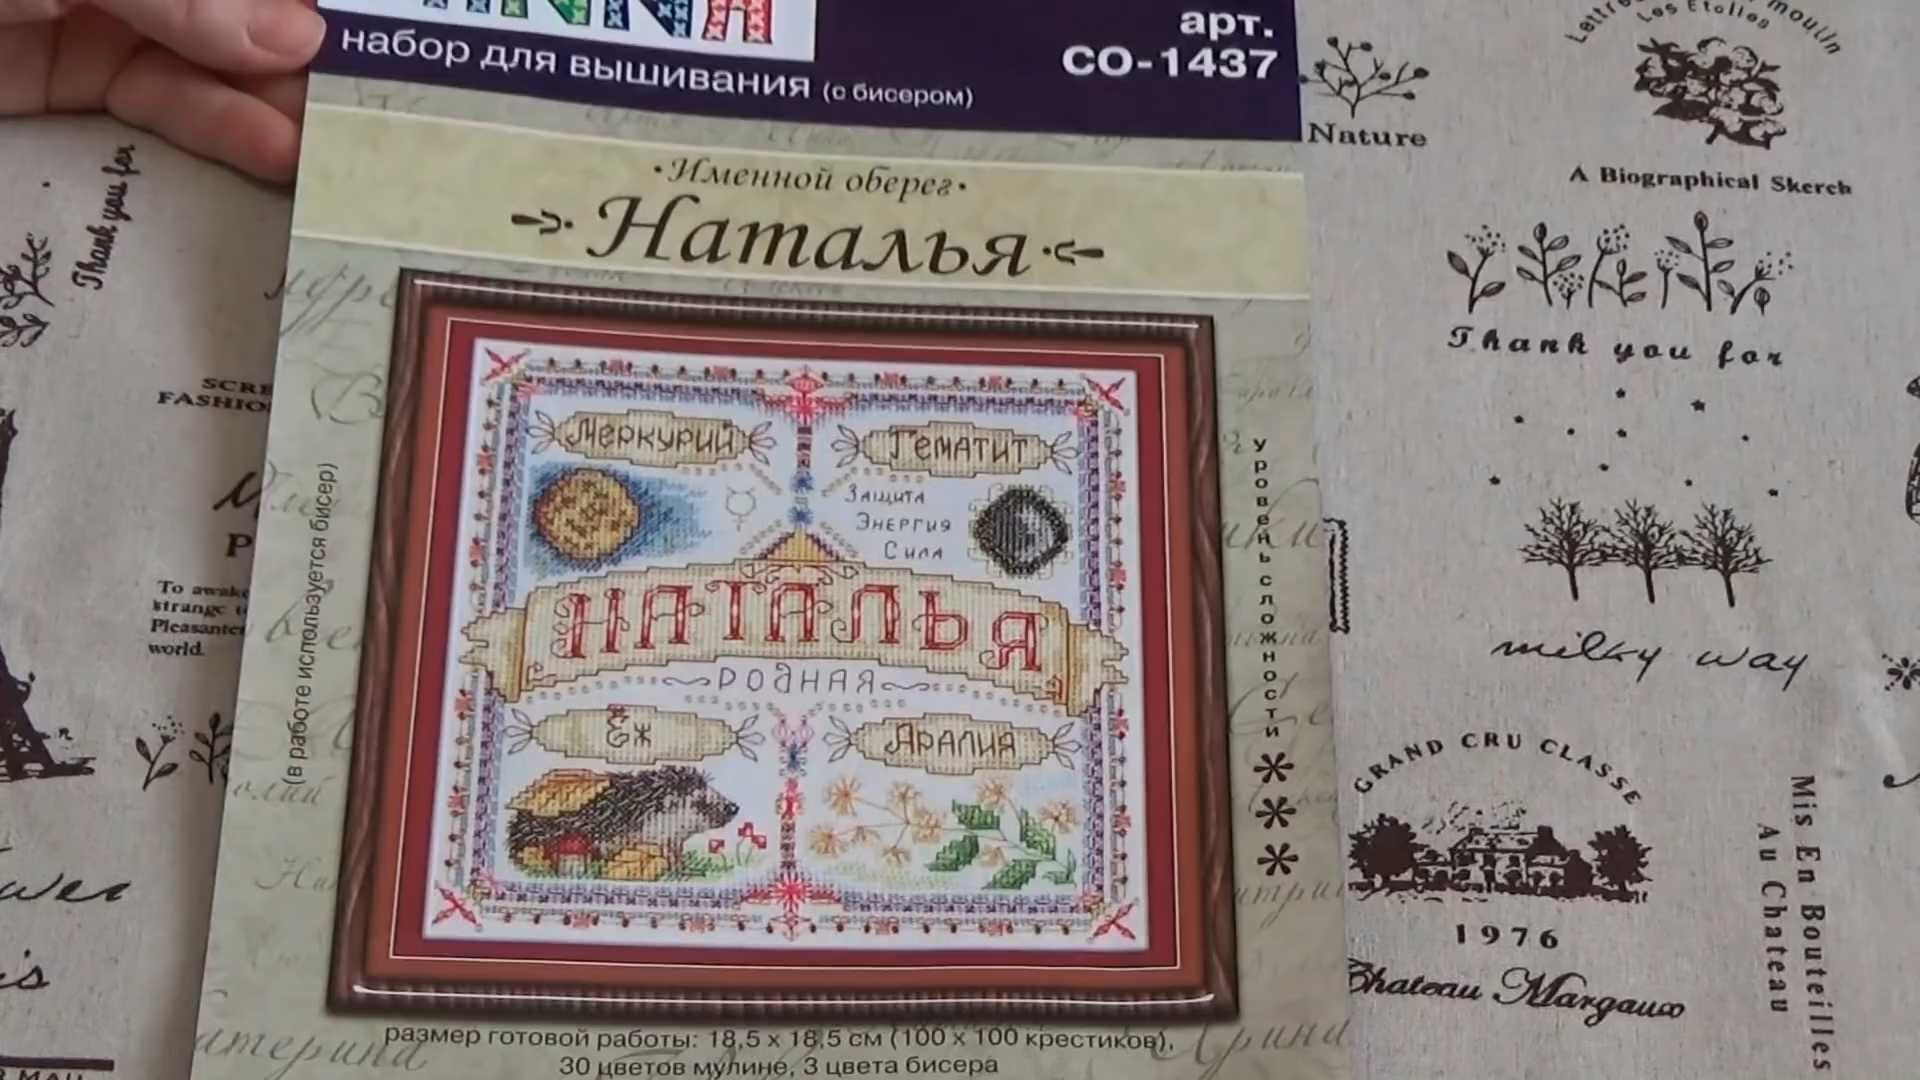 набор для вышивания (с бисером)
арт.
СО-1437
·Именной оберег·
Наталья
(в работе используется бисер)
Уровень сложности
***
Меркурий
Гематит
Защита
Энергия
Сила
НАТАЛЬЯ
РОДНАЯ
Ёж
Аралия
размер готовой работы: 18,5 х 18,5 см (100 х 100 крестиков),
30 цветов мулине, 3 цвета бисера
Thank you for
To awake
strange
Pleasante
world.
moulin
Les Etoiles
Nature
A Biographical Skerch
Thank you for
milky way
GRAND CRU CLASSE
1976
Chateau Margaux
Mis En Bouteilles
Au Chateau